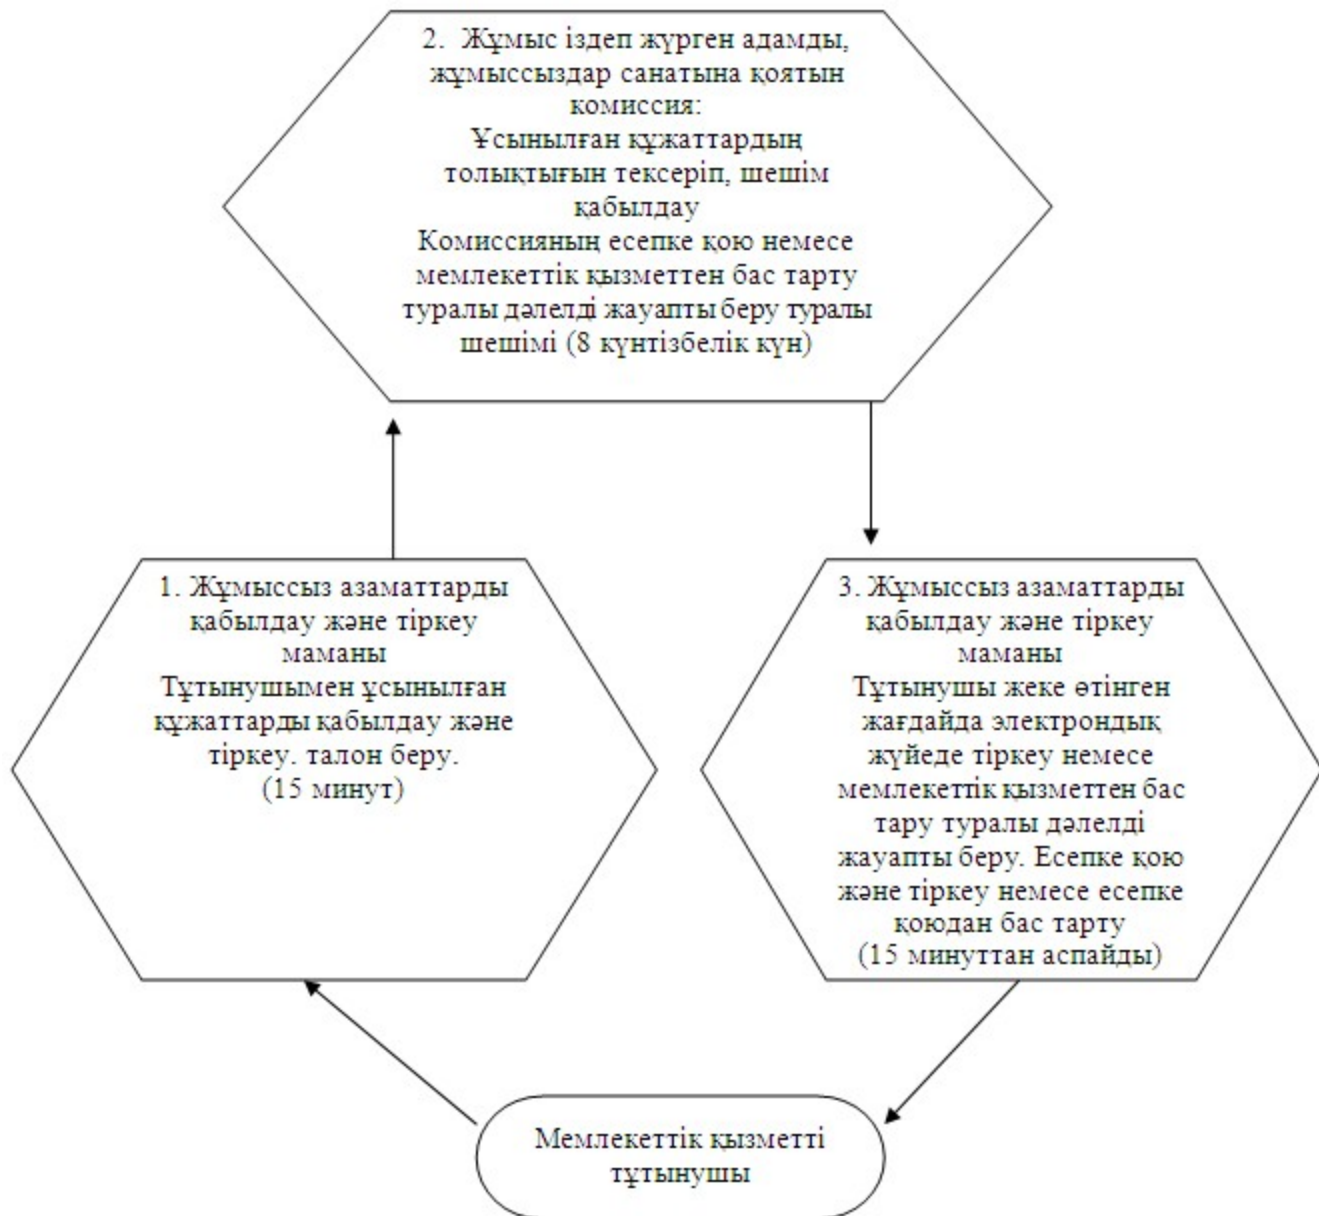 2. Жұмыс іздеп жүрген адамды,
жұмыссыздар санатына қоятын
комиссия:
Ұсынылған құжаттардың
толықтығын тексеріп, шешім
қабылдау
Комиссияның есепке қою немесе
мемлекеттік қызметтен бас тарту
туралы дәлелді жауапты беру туралы
шешімі (8 күнтізбелік күн)
1. Жұмыссыз азаматтарды
қабылдау және тіркеу
маманы
Тұтынушымен ұсынылған
құжаттарды қабылдау және
тіркеу. талон беру.
(15 минут)
3. Жұмыссыз азаматтарды
қабылдау және тіркеу
маманы
Тұтынушы жеке өтінген
жағдайда электрондық
жүйеде тіркеу немесе
мемлекеттік қызметтен бас
тару туралы дәлелді
жауапты беру. Есепке қою
және тіркеу немесе есепке
қоюдан бас тарту
(15 минуттан аспайды)
Мемлекеттік қызметті
тұтынушы